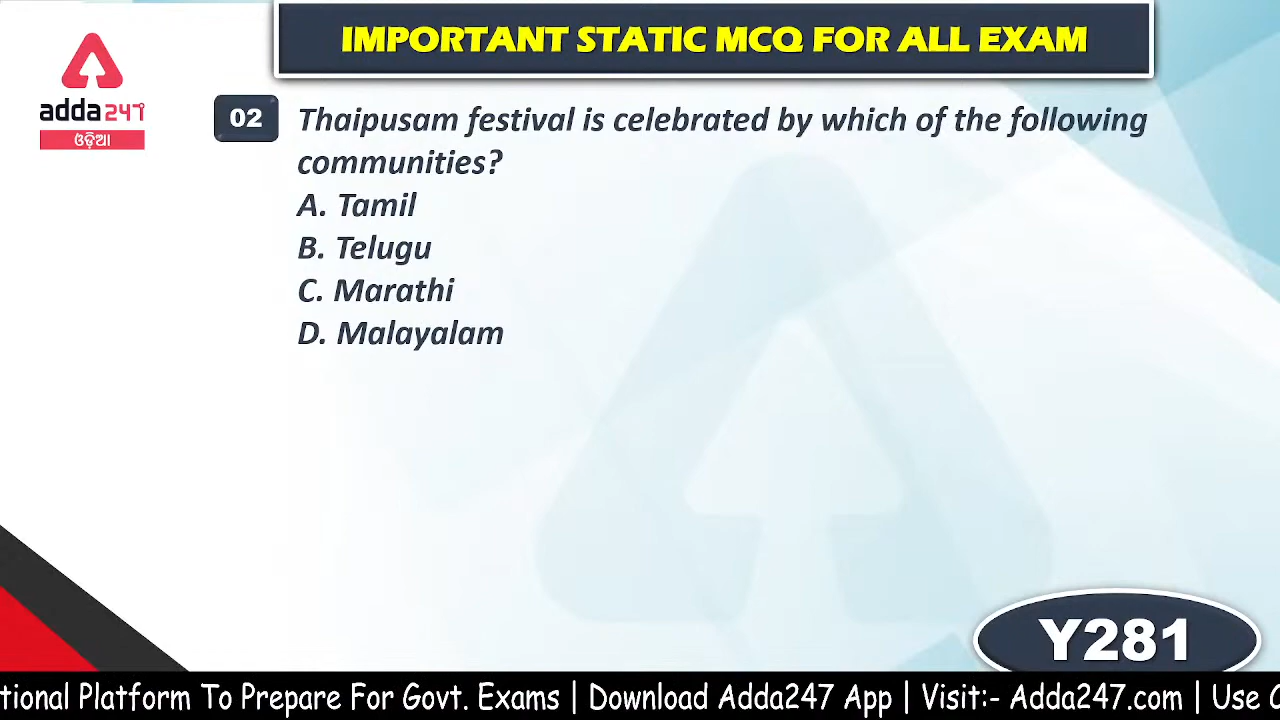 IMPORTANT STATIC MCQ FOR ALL EXAM
adda247
ଓଡ଼ିଆ
02
Thaipusam festival is celebrated by which of the following
communities?
A. Tamil
B. Telugu
C. Marathi
D. Malayalam
Y281
tional Platform To Prepare For Govt. Exams | Download Adda247 App | Visit:- Adda247.com | Use